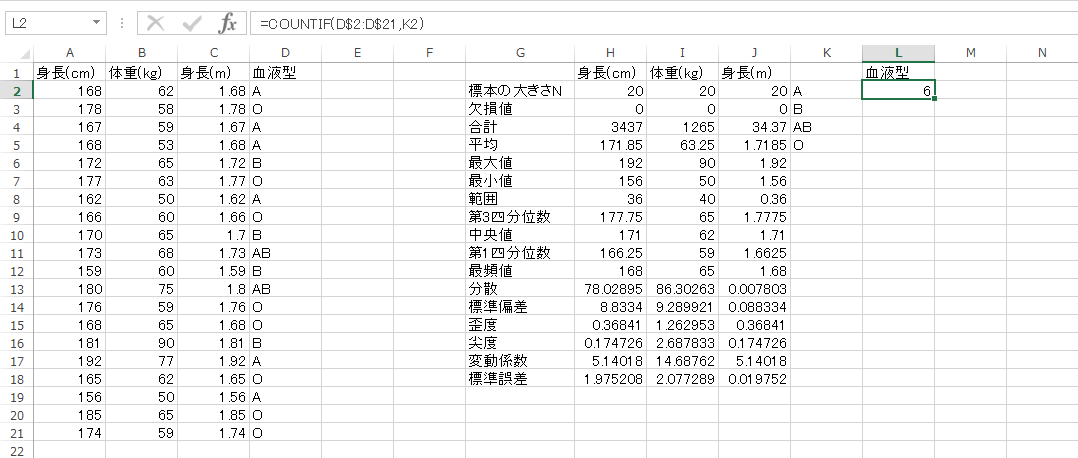 L2 fx =COUNTIF(D$2:D$21,K2)
A B C D E F G H I J K L M N
1 身長(cm) 体重(kg) 身長(m) 血液型 身長(cm) 体重(kg) 身長(m) 血液型
2 168 62 1.68 A 標本の大きさN 20 20 20 A 6
3 178 58 1.78 O 欠損値 0 0 0 B
4 167 59 1.67 A 合計 3437 1265 34.37 AB
5 168 53 1.68 A 平均 171.85 63.25 1.7185 O
6 172 65 1.72 B 最大値 192 90 1.92
7 177 63 1.77 O 最小値 156 50 1.56
8 162 50 1.62 A 範囲 36 40 0.36
9 166 60 1.66 O 第3四分位数 177.75 65 1.7775
10 170 65 1.7 B 中央値 171 62 1.71
11 173 68 1.73 AB 第1四分位数 166.25 59 1.6625
12 159 60 1.59 B 最頻値 168 65 1.68
13 180 75 1.8 AB 分散 78.02895 86.30263 0.007803
14 176 59 1.76 O 標準偏差 8.8334 9.289921 0.088334
15 168 65 1.68 O 歪度 0.36841 1.262953 0.36841
16 181 90 1.81 B 尖度 0.174726 2.687833 0.174726
17 192 77 1.92 A 変動係数 5.14018 14.68762 5.14018
18 165 62 1.65 O 標準誤差 1.975208 2.077289 0.019752
19 156 50 1.56 A
20 185 65 1.85 O
21 174 59 1.74 O
22